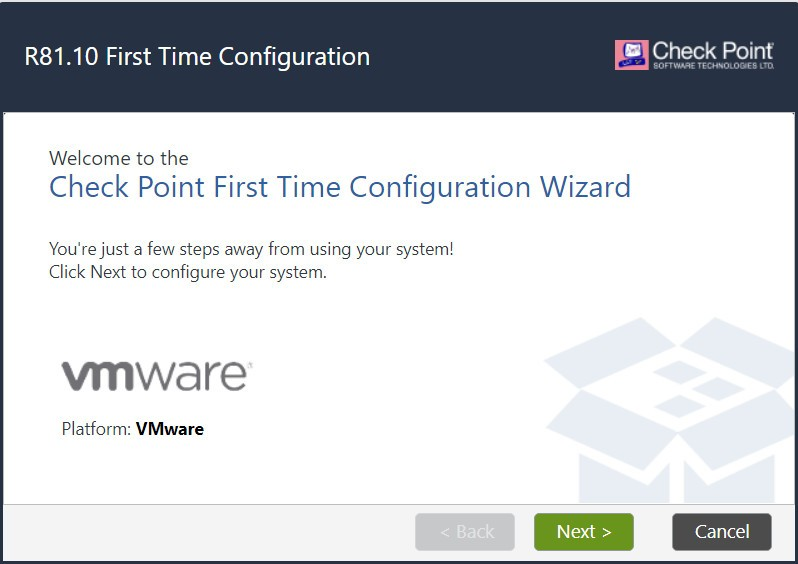 R81.10 First Time Configuration
Check Point
SOFTWARE TECHNOLOGIES LTD.
Welcome to the
Check Point First Time Configuration Wizard
You're just a few steps away from using your system!
Click Next to configure your system.
vmware
Platform: VMware
< Back
Next >
Cancel